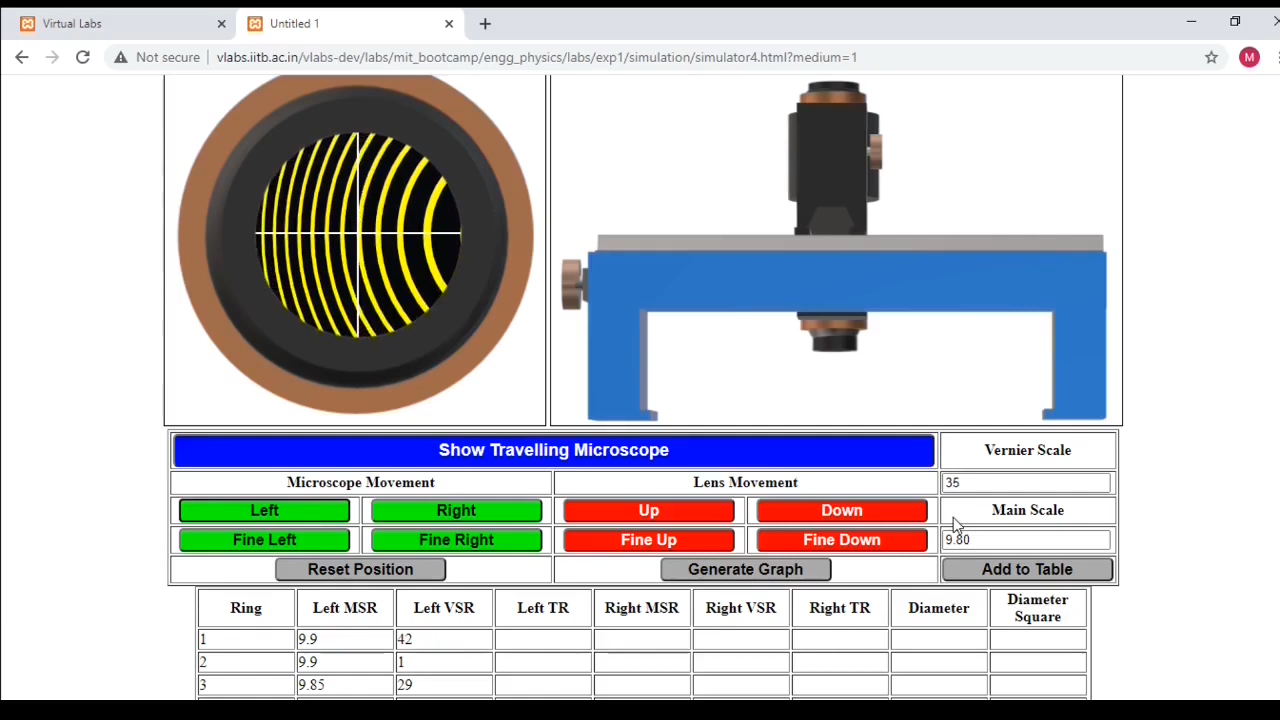 Virtual Labs
Untitled 1
Not secure
vlabs.iitb.ac.in/vlabs-dev/labs/mit_bootcamp/engg_physics/labs/exp1/simulation/simulator4.html?medium=1
M
Show Travelling Microscope
Vernier Scale
Microscope Movement
Lens Movement
35
Left
Right
Up
Down
Main Scale
Fine Left
Fine Right
Fine Up
Fine Down
9.80
Reset Position
Generate Graph
Add to Table
Ring Left MSR Left VSR Left TR Right MSR Right VSR Right TR Diameter Diameter Square
1 9.9 42
2 9.9 1
3 9.85 29